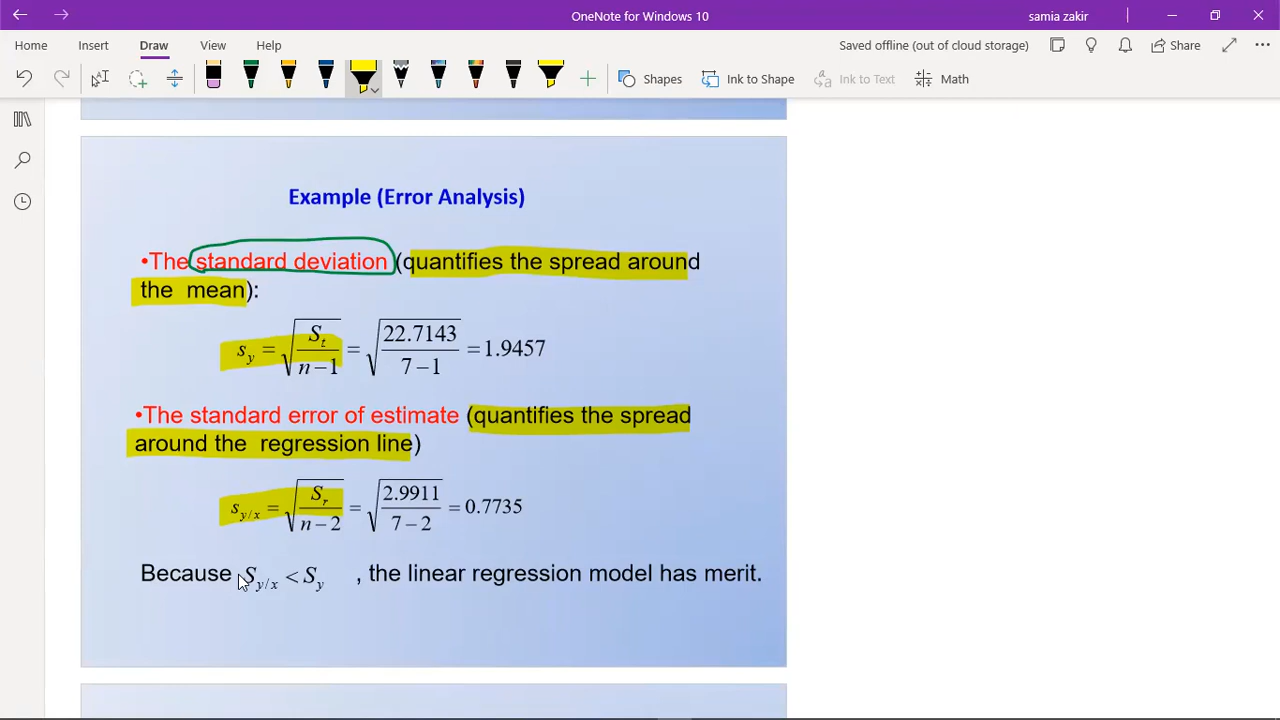 OneNote for Windows 10
samia zakir
Home Insert Draw View Help
Saved offline (out of cloud storage) Share
Shapes Ink to Shape Ink to Text Math
Example (Error Analysis)
•The standard deviation (quantifies the spread around
the mean):
s_y = √(S_t / (n − 1)) = √(22.7143 / (7 − 1)) = 1.9457
•The standard error of estimate (quantifies the spread
around the regression line)
s_y/x = √(S_r / (n − 2)) = √(2.9911 / (7 − 2)) = 0.7735
Because S_y/x < S_y , the linear regression model has merit.